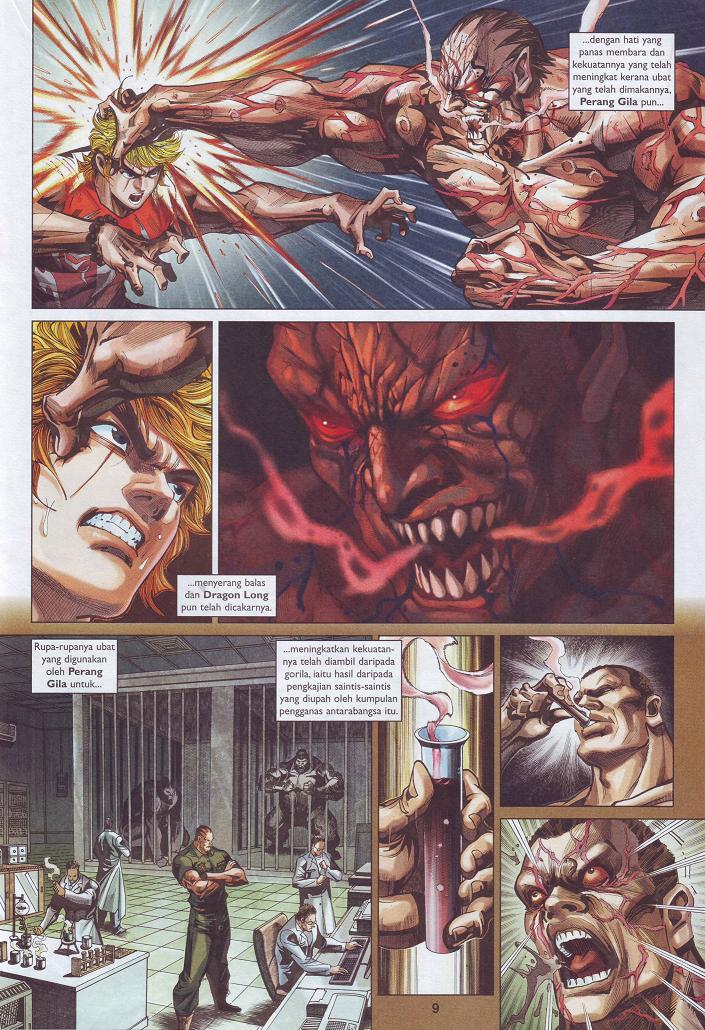 ...dengan hati yang
panas membara dan
kekuatannya yang telah
meningkat kerana ubat
yang telah dimakannya,
Perang Gila pun...
...menyerang balas
dan Dragon Long
pun telah dicakarnya.
Rupa-rupanya ubat
yang digunakan
oleh Perang
Gila untuk...
...meningkatkan kekuatan-
nya telah diambil daripada
gorila, iaitu hasil daripada
pengkajian saintis-saintis
yang diupah oleh kumpulan
pengganas antarabangsa itu.
9